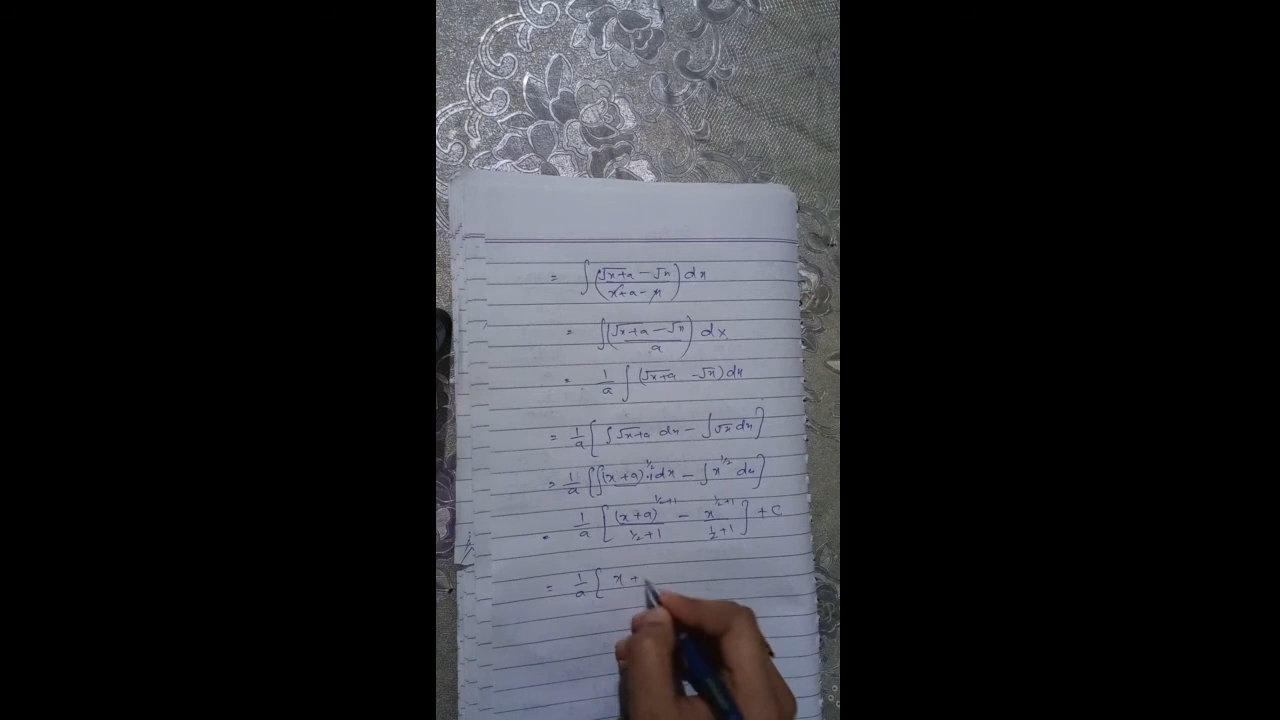 = ∫ (√x+a − √x / x+a−x) dx
= ∫ (√x+a − √x / a) dx
= 1/a ∫ (√x+a − √x) dx
= 1/a [∫ √x+a dx − ∫ √x dx]
= 1/a [∫ (x+a)^1/2 · 1 dx − ∫ x^1/2 dx]
= 1/a [(x+a)^1/2+1 / 1/2+1 − x^1/2+1 / 1/2+1] + C
= 1/a [ x +